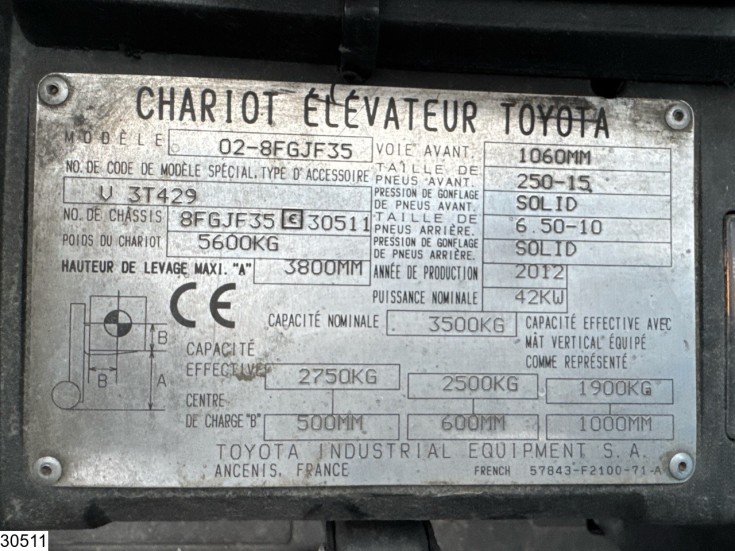 CHARIOT ÉLÉVATEUR TOYOTA
MODÈLE 02-8FGJF35
NO. DE CODE DE MODÈLE SPÉCIAL, TYPE D'ACCESSOIRE
V 3T429
NO. DE CHÂSSIS 8FGJF35 E 30511
POIDS DU CHARIOT 5600KG
HAUTEUR DE LEVAGE MAXI. "A" 3800MM
VOIE AVANT. 1060MM
TAILLE DE
PNEUS AVANT. 250-15
PRESSION DE GONFLAGE
DE PNEUS AVANT. SOLID
TAILLE DE
PNEUS ARRIÈRE. 6.50-10
PRESSION DE GONFLAGE
DE PNEUS ARRIÈRE. SOLID
ANNÉE DE PRODUCTION 2012
PUISSANCE NOMINALE 42KW
B
B
A
CE
CAPACITÉ NOMINALE 3500KG
CAPACITÉ EFFECTIVE AVEC
MÂT VERTICAL ÉQUIPÉ
COMME REPRÉSENTÉ
CAPACITÉ
EFFECTIVE 2750KG 2500KG 1900KG
CENTRE
DE CHARGE "B" 500MM 600MM 1000MM
TOYOTA INDUSTRIAL EQUIPMENT S.A.
ANCENIS, FRANCE FRENCH 57843-F2100-71-A
30511